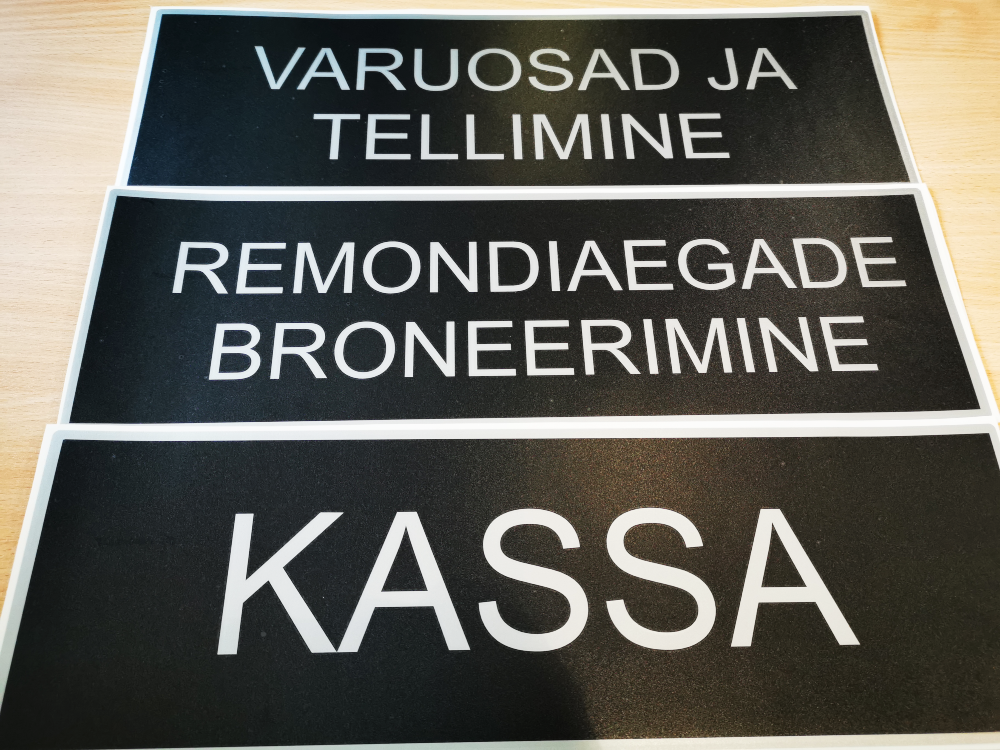 VARUOSAD JA
TELLIMINE
REMONDIAEGADE
BRONEERIMINE
KASSA